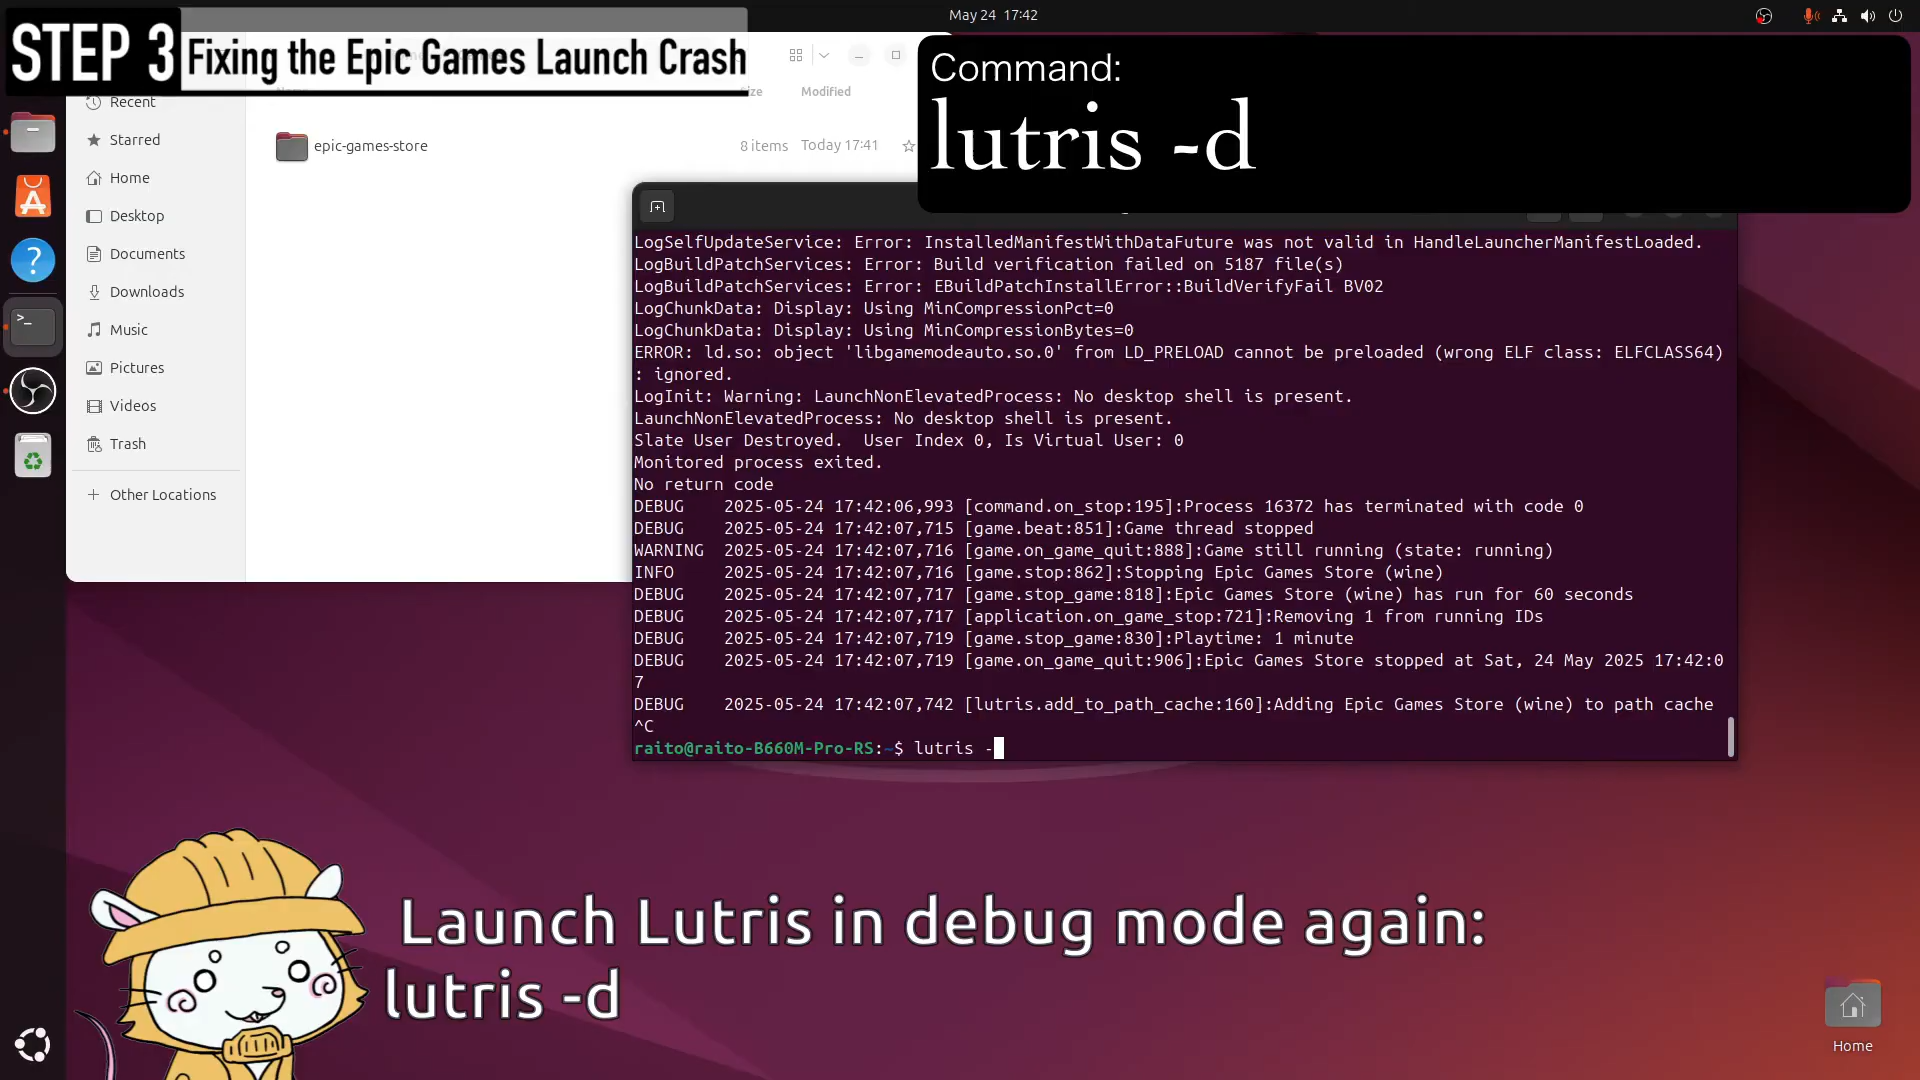 May 24  17:42
STEP 3
Fixing the Epic Games Launch Crash
Command:
lutris -d
Modified
Recent
Starred
Home
Desktop
Documents
Downloads
Music
Pictures
Videos
Trash
Other Locations
epic-games-store
8 items
Today 17:41
LogSelfUpdateService: Error: InstalledManifestWithDataFuture was not valid in HandleLauncherManifestLoaded.
LogBuildPatchServices: Error: Build verification failed on 5187 file(s)
LogBuildPatchServices: Error: EBuildPatchInstallError::BuildVerifyFail BV02
LogChunkData: Display: Using MinCompressionPct=0
LogChunkData: Display: Using MinCompressionBytes=0
ERROR: ld.so: object 'libgamemodeauto.so.0' from LD_PRELOAD cannot be preloaded (wrong ELF class: ELFCLASS64)
: ignored.
LogInit: Warning: LaunchNonElevatedProcess: No desktop shell is present.
LaunchNonElevatedProcess: No desktop shell is present.
Slate User Destroyed.  User Index 0, Is Virtual User: 0
Monitored process exited.
No return code
DEBUG    2025-05-24 17:42:06,993 [command.on_stop:195]:Process 16372 has terminated with code 0
DEBUG    2025-05-24 17:42:07,715 [game.beat:851]:Game thread stopped
WARNING  2025-05-24 17:42:07,716 [game.on_game_quit:888]:Game still running (state: running)
INFO     2025-05-24 17:42:07,716 [game.stop:862]:Stopping Epic Games Store (wine)
DEBUG    2025-05-24 17:42:07,717 [game.stop_game:818]:Epic Games Store (wine) has run for 60 seconds
DEBUG    2025-05-24 17:42:07,717 [application.on_game_stop:721]:Removing 1 from running IDs
DEBUG    2025-05-24 17:42:07,719 [game.stop_game:830]:Playtime: 1 minute
DEBUG    2025-05-24 17:42:07,719 [game.on_game_quit:906]:Epic Games Store stopped at Sat, 24 May 2025 17:42:0
7
DEBUG    2025-05-24 17:42:07,742 [lutris.add_to_path_cache:160]:Adding Epic Games Store (wine) to path cache
^C
raito@raito-B660M-Pro-RS:~$ lutris -
Launch Lutris in debug mode again:
lutris -d
Home